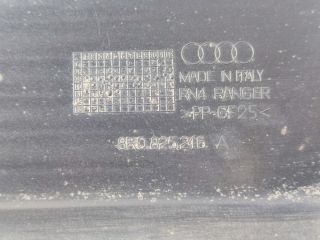 MADE IN ITALY
RN4 RANGER
>PP-GF25<
8R0.825.216 A